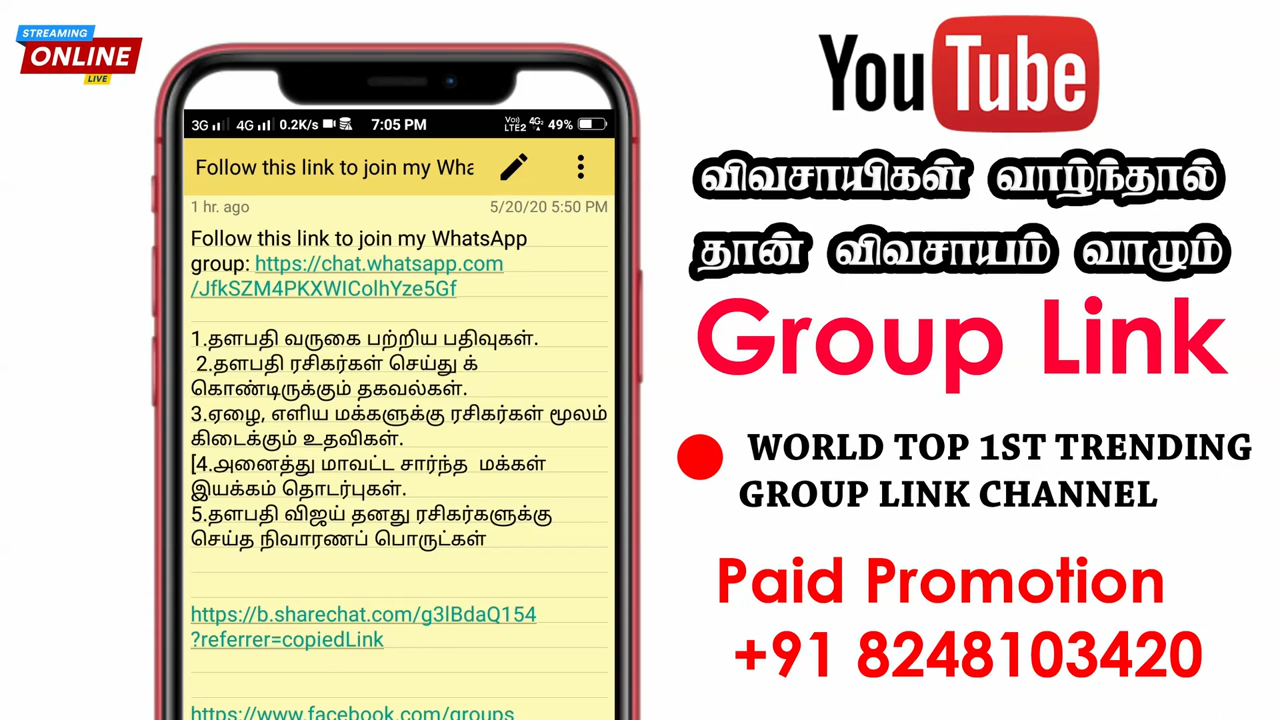 STREAMING
ONLINE
LIVE
3G 4G 0.2K/s 7:05 PM Vo) LTE2 4G2 49%
Follow this link to join my Wha
1 hr. ago 5/20/20 5:50 PM
Follow this link to join my WhatsApp
group: https://chat.whatsapp.com
/JfkSZM4PKXWIColhYze5Gf
1.தளபதி வருகை பற்றிய பதிவுகள்.
2.தளபதி ரசிகர்கள் செய்து க்
கொண்டிருக்கும் தகவல்கள்.
3.ஏழை, எளிய மக்களுக்கு ரசிகர்கள் மூலம்
கிடைக்கும் உதவிகள்.
[4.அனைத்து மாவட்ட சார்ந்த மக்கள்
இயக்கம் தொடர்புகள்.
5.தளபதி விஜய் தனது ரசிகர்களுக்கு
செய்த நிவாரணப் பொருட்கள்
https://b.sharechat.com/g3lBdaQ154
?referrer=copiedLink
https://www.facebook.com/groups
YouTube
விவசாயிகள் வாழ்ந்தால்
தான் விவசாயம் வாழும்
Group Link
WORLD TOP 1ST TRENDING
GROUP LINK CHANNEL
Paid Promotion
+91 8248103420